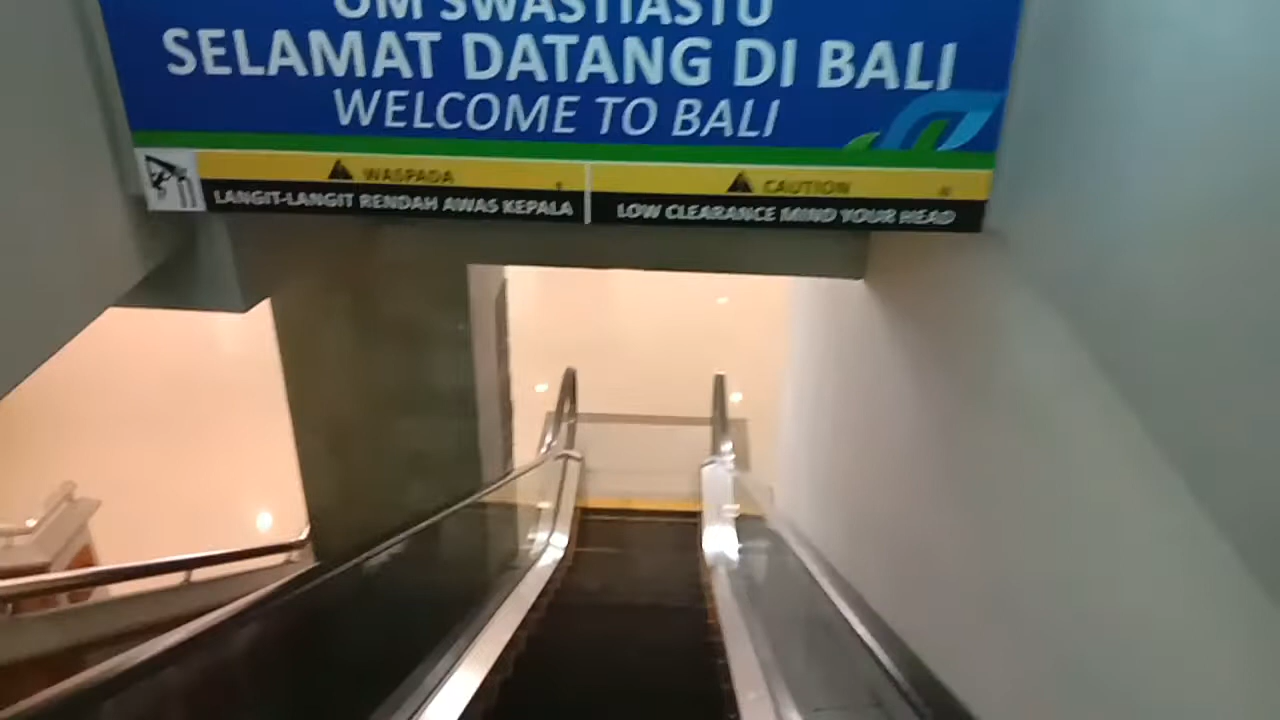 OM SWASTIASTU
SELAMAT DATANG DI BALI
WELCOME TO BALI
WASPADA
LANGIT-LANGIT RENDAH AWAS KEPALA
CAUTION
LOW CLEARANCE MIND YOUR HEAD